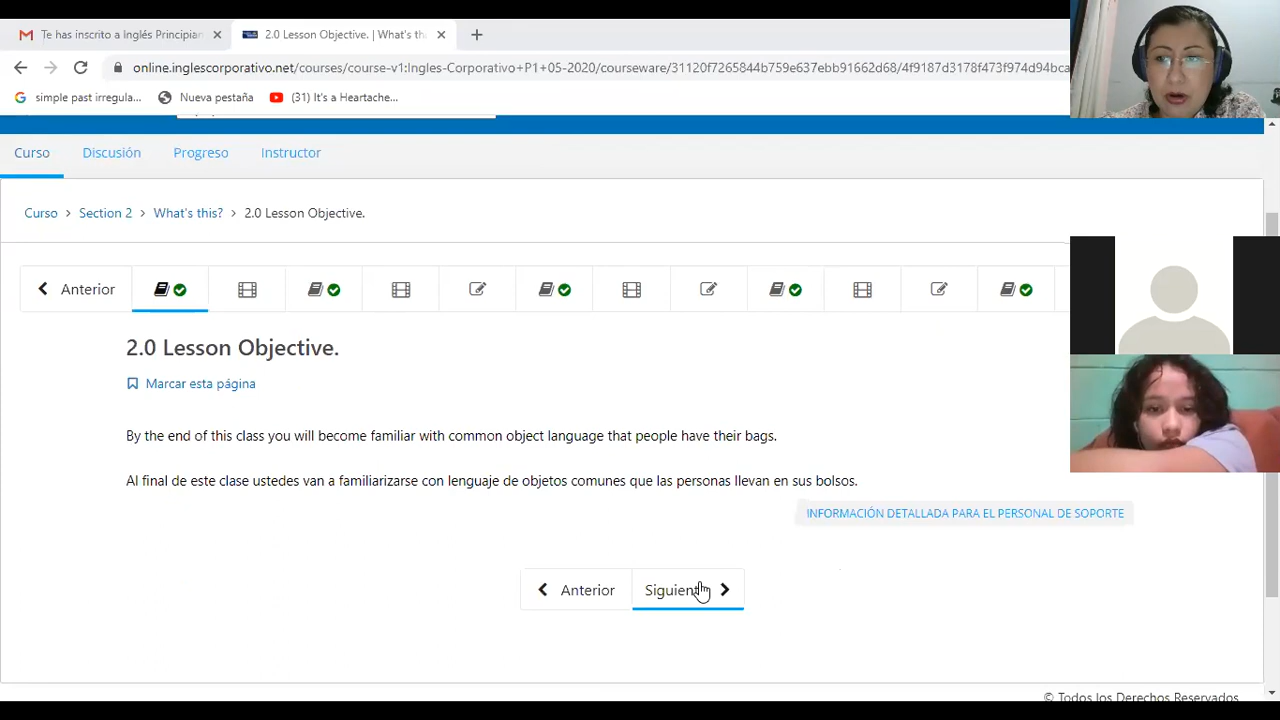 Te has inscrito a Inglés Principian
2.0 Lesson Objective. | What's thi
online.inglescorporativo.net/courses/course-v1:Ingles-Corporativo+P1+05-2020/courseware/31120f7265844b759e637ebb91662d68/4f9187d3178f473f974d94bca
simple past irregula...
Nueva pestaña
(31) It's a Heartache...
Curso
Discusión
Progreso
Instructor
Curso > Section 2 > What's this? > 2.0 Lesson Objective.
Anterior
2.0 Lesson Objective.
Marcar esta página
By the end of this class you will become familiar with common object language that people have their bags.
Al final de este clase ustedes van a familiarizarse con lenguaje de objetos comunes que las personas llevan en sus bolsos.
INFORMACIÓN DETALLADA PARA EL PERSONAL DE SOPORTE
Anterior
Siguient
© Todos los Derechos Reservados